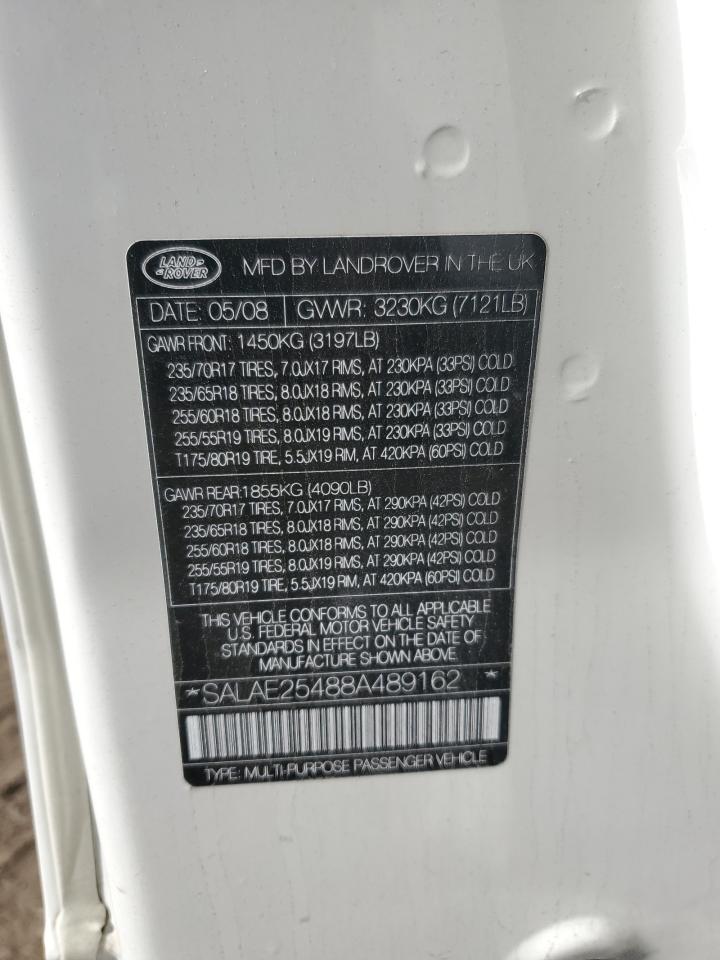 LAND ROVER
MFD BY LANDROVER IN THE UK
DATE: 05/08 GVWR: 3230KG (7121LB)
GAWR FRONT: 1450KG (3197LB)
235/70R17 TIRES, 7.0JX17 RIMS, AT 230KPA (33PSI) COLD
235/65R18 TIRES, 8.0JX18 RIMS, AT 230KPA (33PSI) COLD
255/60R18 TIRES, 8.0JX18 RIMS, AT 230KPA (33PSI) COLD
255/55R19 TIRES, 8.0JX19 RIMS, AT 230KPA (33PSI) COLD
T175/80R19 TIRE, 5.5JX19 RIM, AT 420KPA (60PSI) COLD
GAWR REAR: 1855KG (4090LB)
235/70R17 TIRES, 7.0JX17 RIMS, AT 290KPA (42PSI) COLD
235/65R18 TIRES, 8.0JX18 RIMS, AT 290KPA (42PSI) COLD
255/60R18 TIRES, 8.0JX18 RIMS, AT 290KPA (42PSI) COLD
255/55R19 TIRES, 8.0JX19 RIMS, AT 290KPA (42PSI) COLD
T175/80R19 TIRE, 5.5JX19 RIM, AT 420KPA (60PSI) COLD
THIS VEHICLE CONFORMS TO ALL APPLICABLE
U.S. FEDERAL MOTOR VEHICLE SAFETY
STANDARDS IN EFFECT ON THE DATE OF
MANUFACTURE SHOWN ABOVE
*SALAE25488A489162*
TYPE: MULTI-PURPOSE PASSENGER VEHICLE